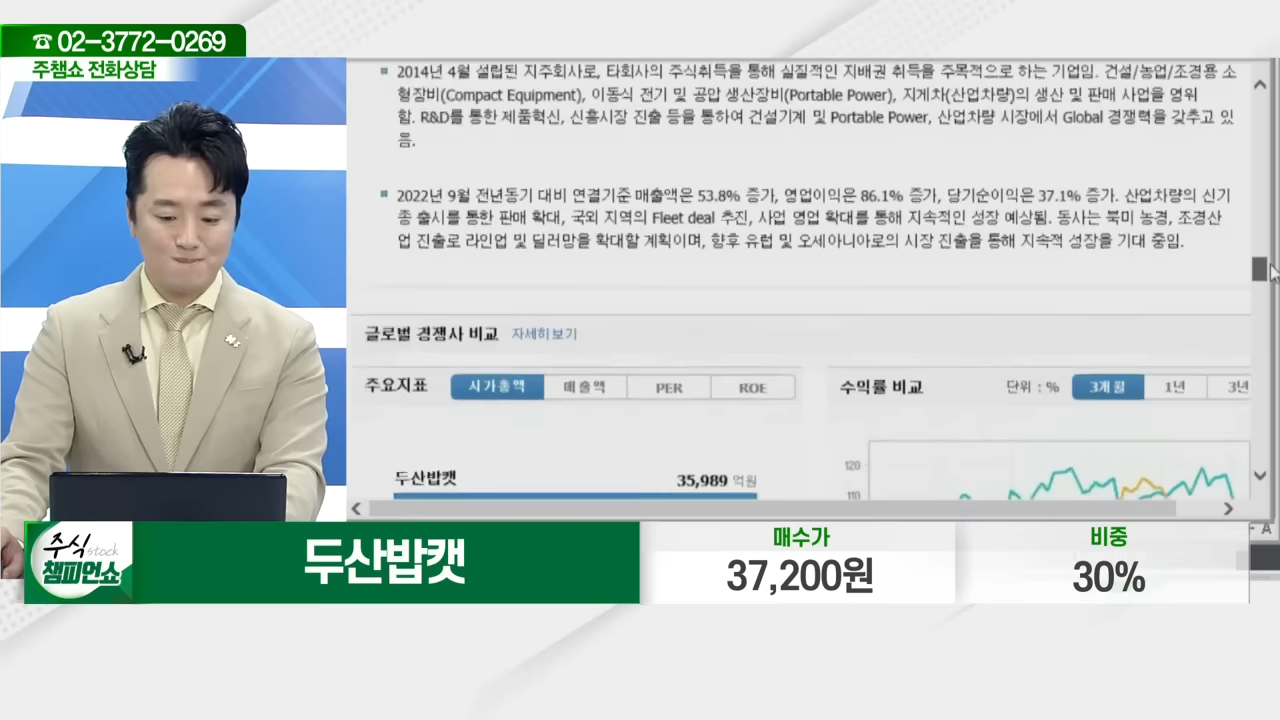 ☎ 02-3772-0269
주챔쇼 전화상담
2014년 4월 설립된 지주회사로, 타회사의 주식취득을 통해 실질적인 지배권 취득을 주목적으로 하는 기업임. 건설/농업/조경용 소
형장비(Compact Equipment), 이동식 전기 및 공압 생산장비(Portable Power), 지게차(산업차량)의 생산 및 판매 사업을 영위
함. R&D를 통한 제품혁신, 신흥시장 진출 등을 통하여 건설기계 및 Portable Power, 산업차량 시장에서 Global 경쟁력을 갖추고 있
음.
2022년 9월 전년동기 대비 연결기준 매출액은 53.8% 증가, 영업이익은 86.1% 증가, 당기순이익은 37.1% 증가. 산업차량의 신기
종 출시를 통한 판매 확대, 국외 지역의 Fleet deal 추진, 사업 영업 확대를 통해 지속적인 성장 예상됨. 동사는 북미 농경, 조경산
업 진출로 라인업 및 딜러망을 확대할 계획이며, 향후 유럽 및 오세아니아로의 시장 진출을 통해 지속적 성장을 기대 중임.
글로벌 경쟁사 비교 자세히보기
주요지표 시가총액 매출액 PER ROE
수익률 비교 단위 : % 3개월 1년 3년
두산밥캣 35,989 억원
120
110
주식 stock
챔피언쇼
두산밥캣
매수가
37,200원
비중
30%
A